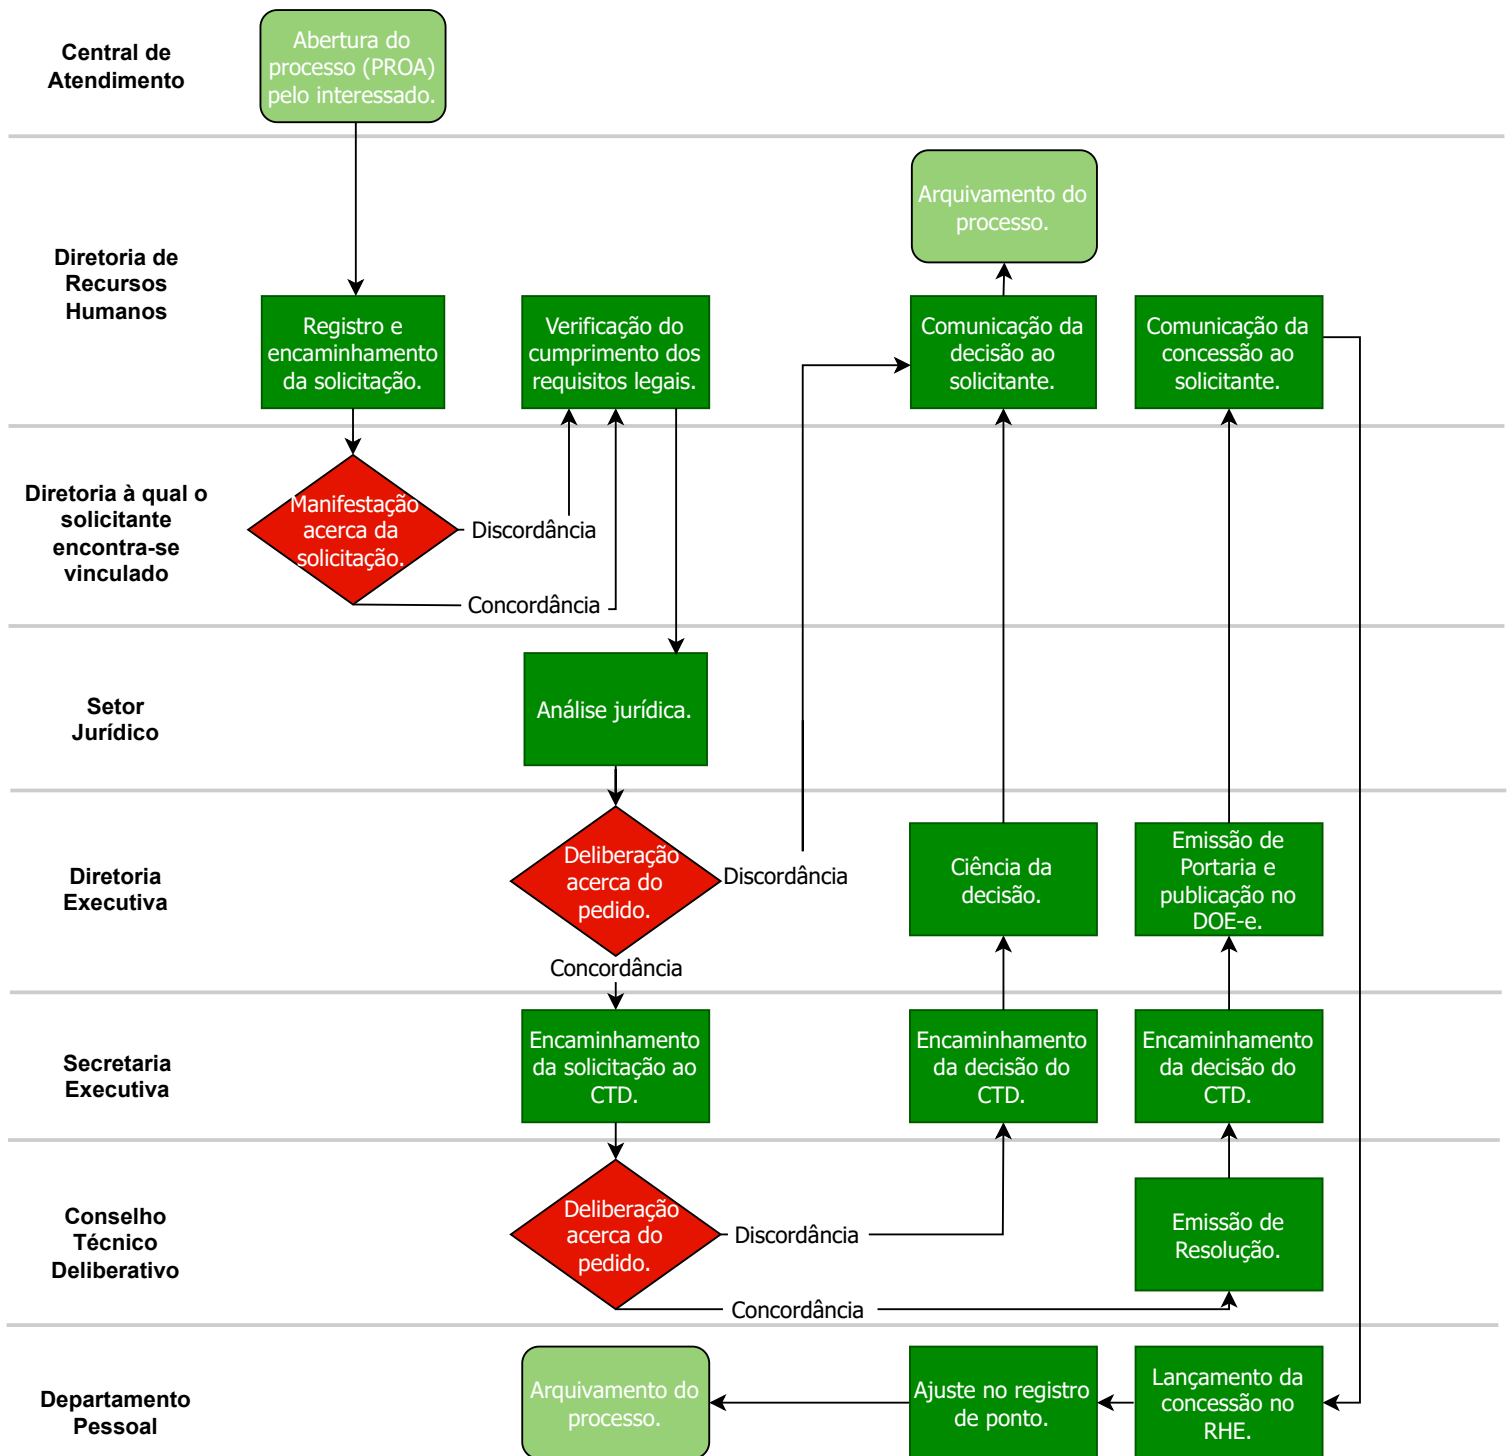 Central de
Atendimento
Abertura do
processo (PROA)
pelo interessado.
Diretoria de
Recursos
Humanos
Arquivamento do
processo.
Registro e
encaminhamento
da solicitação.
Verificação do
cumprimento dos
requisitos legais.
Comunicação da
decisão ao
solicitante.
Comunicação da
concessão ao
solicitante.
Diretoria à qual o
solicitante
encontra-se
vinculado
Manifestação
acerca da
solicitação.
Discordância
Concordância
Setor
Jurídico
Análise jurídica.
Diretoria
Executiva
Deliberação
acerca do
pedido.
Discordância
Concordância
Ciência da
decisão.
Emissão de
Portaria e
publicação no
DOE-e.
Secretaria
Executiva
Encaminhamento
da solicitação ao
CTD.
Encaminhamento
da decisão do
CTD.
Encaminhamento
da decisão do
CTD.
Conselho
Técnico
Deliberativo
Deliberação
acerca do
pedido.
Discordância
Concordância
Emissão de
Resolução.
Departamento
Pessoal
Arquivamento do
processo.
Ajuste no registro
de ponto.
Lançamento da
concessão no
RHE.